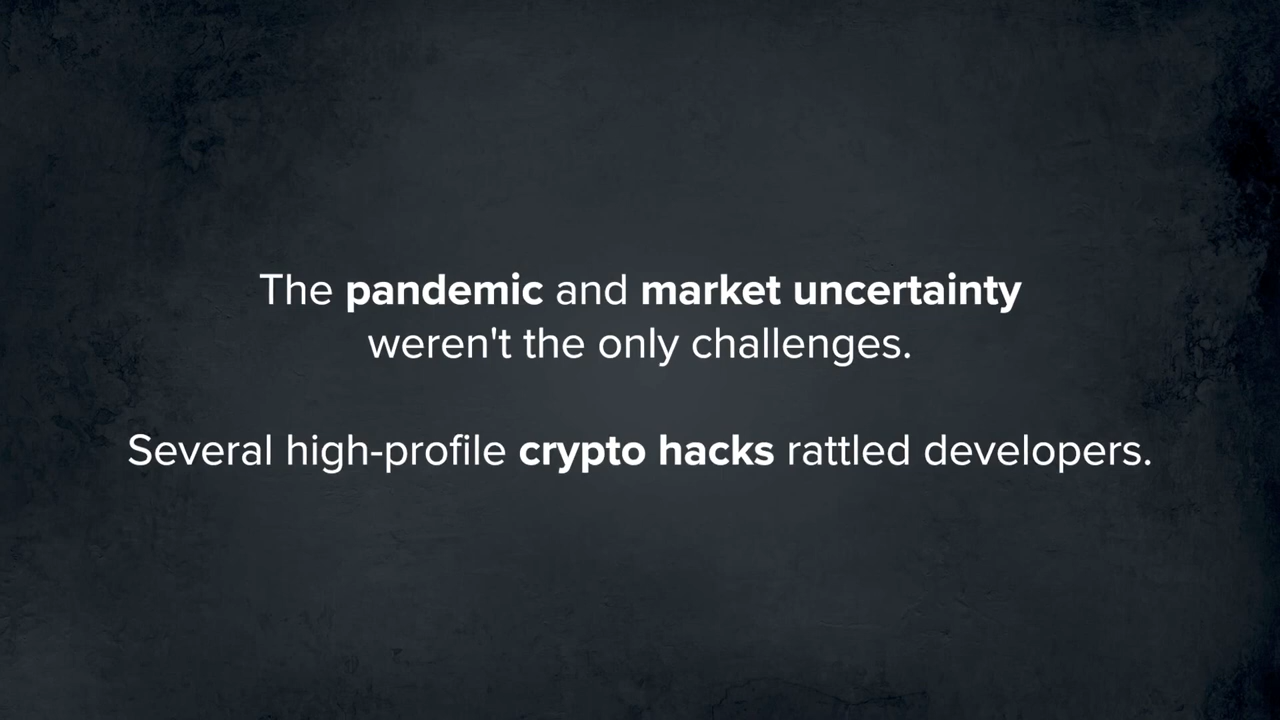 The pandemic and market uncertainty
weren't the only challenges.
Several high-profile crypto hacks rattled developers.